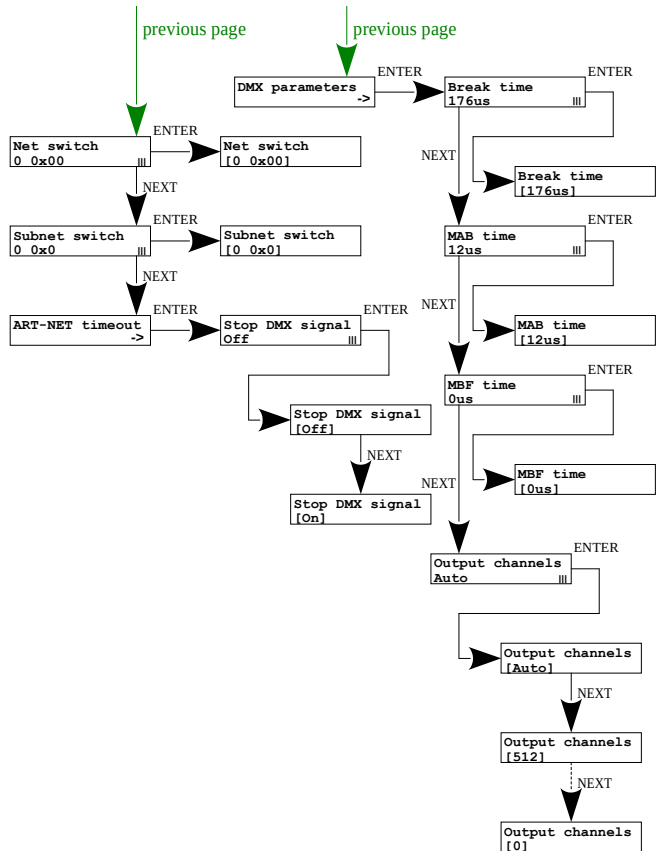 previous page
previous page
ENTER
ENTER
DMX parameters
->
Break time
176us
ENTER
Net switch
0 0x00
Net switch
[0 0x00]
NEXT
Break time
[176us]
NEXT
ENTER
Subnet switch
0 0x0
Subnet switch
[0 0x0]
ENTER
MAB time
12us
NEXT
ENTER
ENTER
NEXT
ART-NET timeout
->
Stop DMX signal
Off
MAB time
[12us]
ENTER
MBF time
0us
Stop DMX signal
[Off]
NEXT
NEXT
MBF time
[0us]
Stop DMX signal
[On]
ENTER
Output channels
Auto
Output channels
[Auto]
NEXT
Output channels
[512]
NEXT
Output channels
[0]